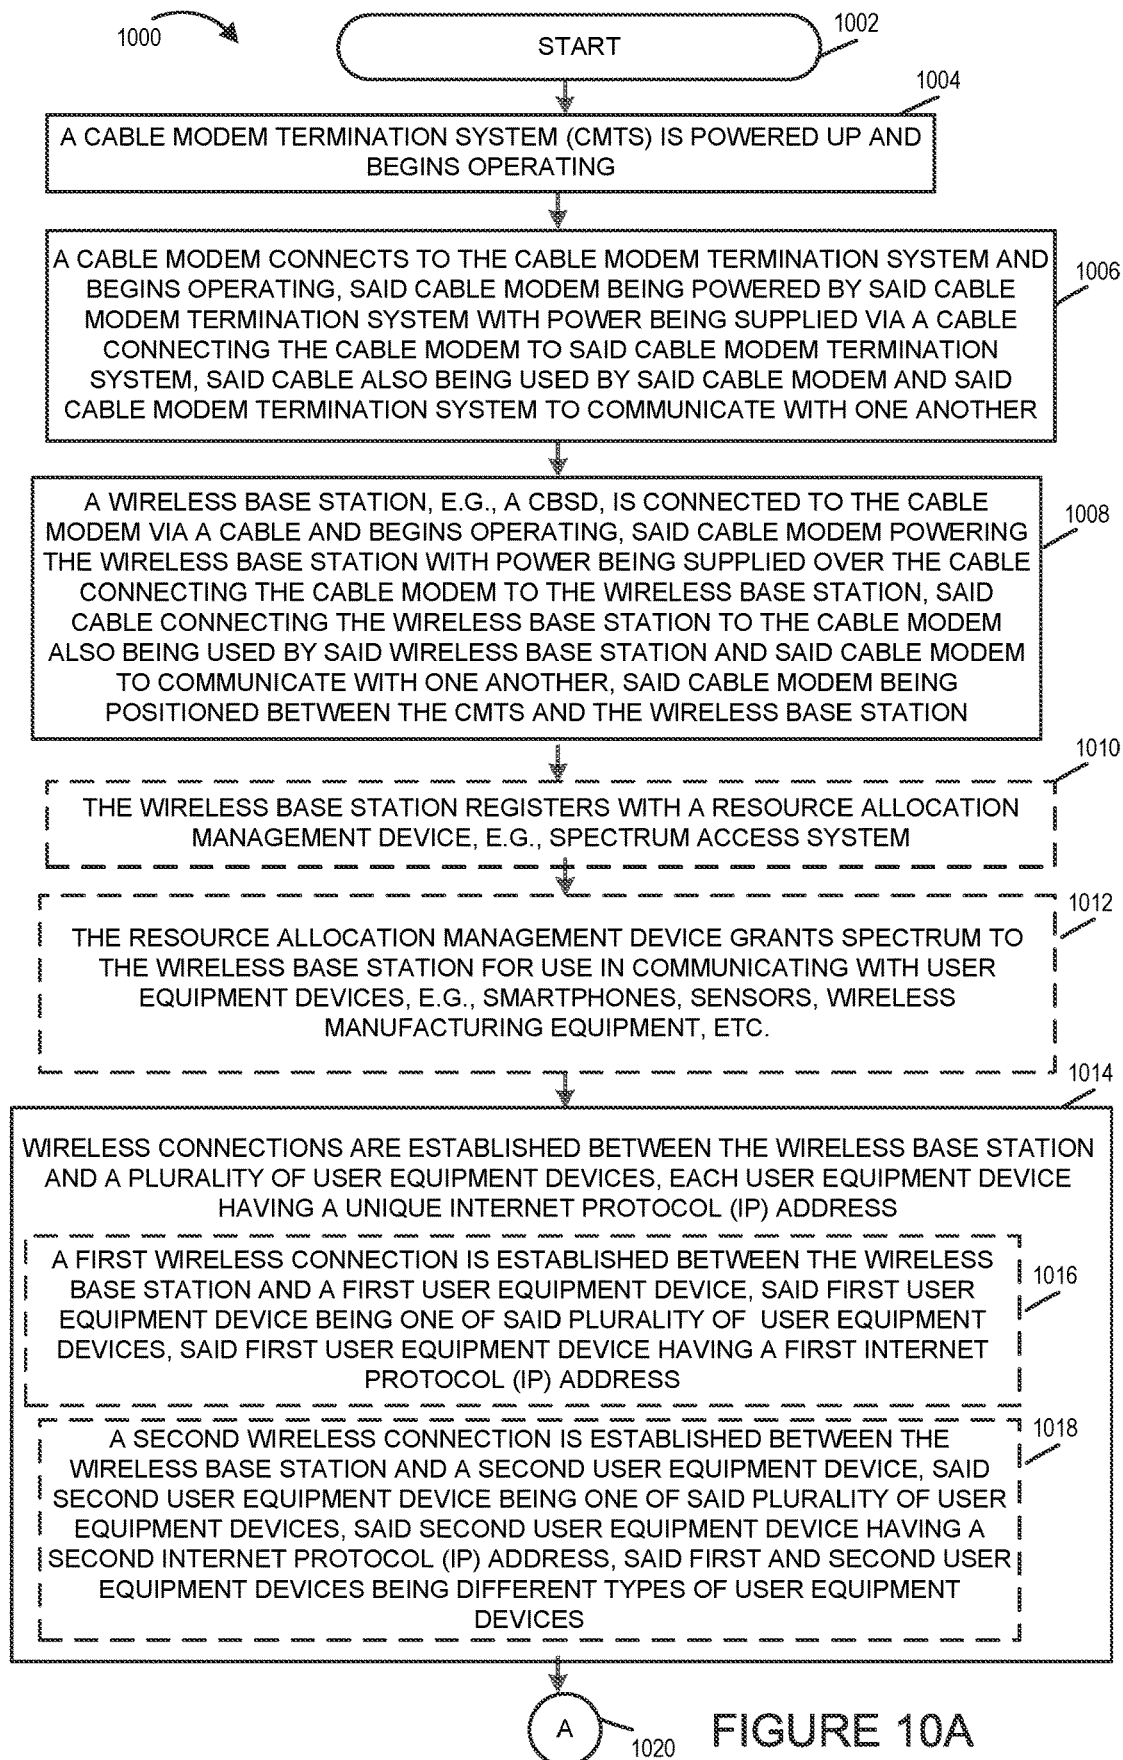 1000
START
1002
1004
A CABLE MODEM TERMINATION SYSTEM (CMTS) IS POWERED UP AND
BEGINS OPERATING
A CABLE MODEM CONNECTS TO THE CABLE MODEM TERMINATION SYSTEM AND
BEGINS OPERATING, SAID CABLE MODEM BEING POWERED BY SAID CABLE
MODEM TERMINATION SYSTEM WITH POWER BEING SUPPLIED VIA A CABLE
CONNECTING THE CABLE MODEM TO SAID CABLE MODEM TERMINATION
SYSTEM, SAID CABLE ALSO BEING USED BY SAID CABLE MODEM AND SAID
CABLE MODEM TERMINATION SYSTEM TO COMMUNICATE WITH ONE ANOTHER
1006
A WIRELESS BASE STATION, E.G., A CBSD, IS CONNECTED TO THE CABLE
MODEM VIA A CABLE AND BEGINS OPERATING, SAID CABLE MODEM POWERING
THE WIRELESS BASE STATION WITH POWER BEING SUPPLIED OVER THE CABLE
CONNECTING THE CABLE MODEM TO THE WIRELESS BASE STATION, SAID
CABLE CONNECTING THE WIRELESS BASE STATION TO THE CABLE MODEM
ALSO BEING USED BY SAID WIRELESS BASE STATION AND SAID CABLE MODEM
TO COMMUNICATE WITH ONE ANOTHER, SAID CABLE MODEM BEING
POSITIONED BETWEEN THE CMTS AND THE WIRELESS BASE STATION
1008
1010
THE WIRELESS BASE STATION REGISTERS WITH A RESOURCE ALLOCATION
MANAGEMENT DEVICE, E.G., SPECTRUM ACCESS SYSTEM
1012
THE RESOURCE ALLOCATION MANAGEMENT DEVICE GRANTS SPECTRUM TO
THE WIRELESS BASE STATION FOR USE IN COMMUNICATING WITH USER
EQUIPMENT DEVICES, E.G., SMARTPHONES, SENSORS, WIRELESS
MANUFACTURING EQUIPMENT, ETC.
1014
WIRELESS CONNECTIONS ARE ESTABLISHED BETWEEN THE WIRELESS BASE STATION
AND A PLURALITY OF USER EQUIPMENT DEVICES, EACH USER EQUIPMENT DEVICE
HAVING A UNIQUE INTERNET PROTOCOL (IP) ADDRESS
A FIRST WIRELESS CONNECTION IS ESTABLISHED BETWEEN THE WIRELESS
BASE STATION AND A FIRST USER EQUIPMENT DEVICE, SAID FIRST USER
EQUIPMENT DEVICE BEING ONE OF SAID PLURALITY OF USER EQUIPMENT
DEVICES, SAID FIRST USER EQUIPMENT DEVICE HAVING A FIRST INTERNET
PROTOCOL (IP) ADDRESS
1016
A SECOND WIRELESS CONNECTION IS ESTABLISHED BETWEEN THE
WIRELESS BASE STATION AND A SECOND USER EQUIPMENT DEVICE, SAID
SECOND USER EQUIPMENT DEVICE BEING ONE OF SAID PLURALITY OF USER
EQUIPMENT DEVICES, SAID SECOND USER EQUIPMENT DEVICE HAVING A
SECOND INTERNET PROTOCOL (IP) ADDRESS, SAID FIRST AND SECOND USER
EQUIPMENT DEVICES BEING DIFFERENT TYPES OF USER EQUIPMENT
DEVICES
1018
A
1020
FIGURE 10A